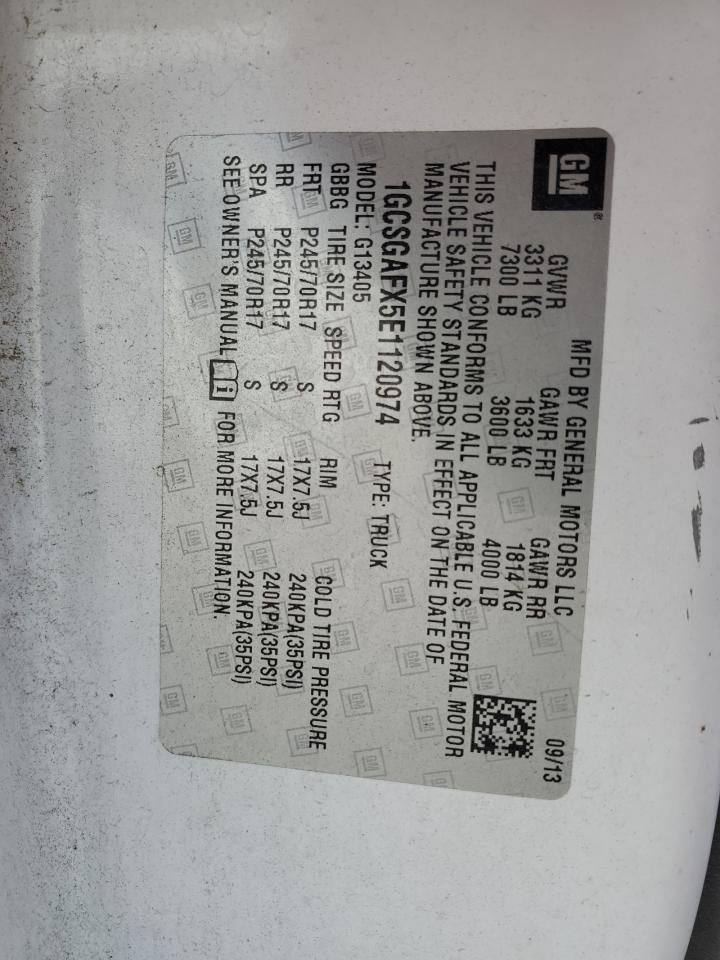 GM®
MFD BY GENERAL MOTORS LLC 09/13
GVWR GAWR FRT GAWR RR
3311 KG 1633 KG 1814 KG
7300 LB 3600 LB 4000 LB
THIS VEHICLE CONFORMS TO ALL APPLICABLE U.S. FEDERAL MOTOR
VEHICLE SAFETY STANDARDS IN EFFECT ON THE DATE OF
MANUFACTURE SHOWN ABOVE.
1GCSGAFX5E1120974 TYPE: TRUCK
MODEL: G13405
GBBG TIRE SIZE SPEED RTG RIM COLD TIRE PRESSURE
FRT P245/70R17 S 17X7.5J 240KPA(35PSI)
RR P245/70R17 S 17X7.5J 240KPA(35PSI)
SPA P245/70R17 S 17X7.5J 240KPA(35PSI)
SEE OWNER'S MANUAL i FOR MORE INFORMATION.